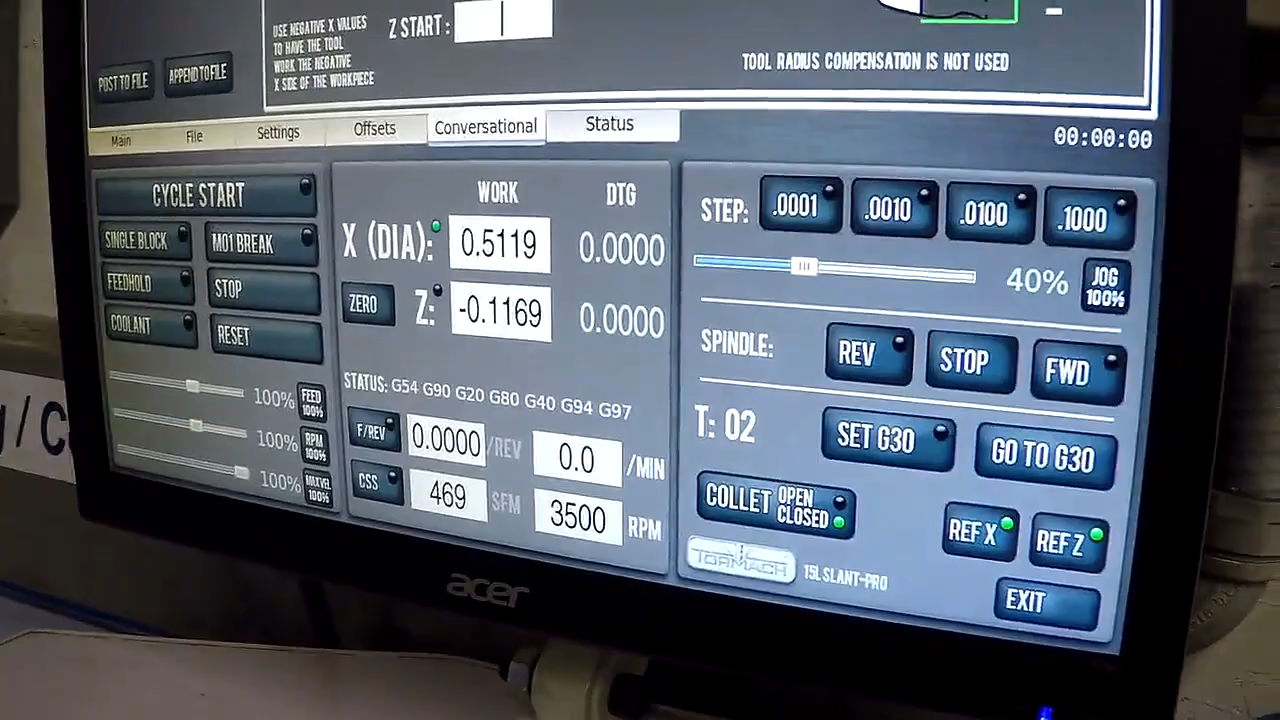 USE NEGATIVE X VALUES
TO HAVE THE TOOL
WORK THE NEGATIVE
X SIDE OF THE WORKPIECE
Z START:
POST TO FILE
APPEND TO FILE
TOOL RADIUS COMPENSATION IS NOT USED
Main File Settings Offsets Conversational Status
00:00:00
CYCLE START
SINGLE BLOCK
M01 BREAK
FEEDHOLD
STOP
COOLANT
RESET
100% FEED 100%
100% RPM 100%
100% MAXVEL 100%
WORK DTG
X (DIA): 0.5119 0.0000
ZERO Z: -0.1169 0.0000
STATUS: G54 G90 G20 G80 G40 G94 G97
F/REV 0.0000 /REV 0.0 /MIN
CSS 469 SFM 3500 RPM
STEP: .0001 .0010 .0100 .1000
40% JOG 100%
SPINDLE: REV STOP FWD
T: 02 SET G30 GO TO G30
COLLET OPEN CLOSED
REF X REF Z
TORMACH 15L SLANT-PRO
EXIT
acer
/ C